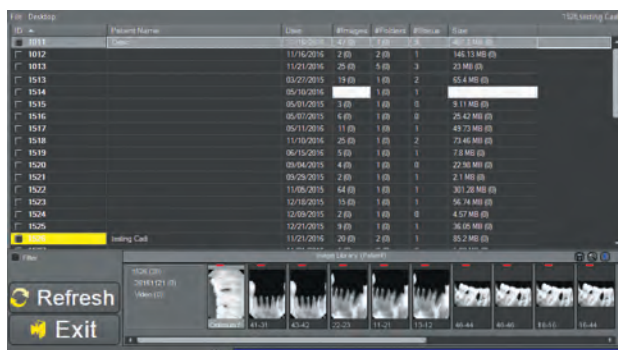 File Desktop 1526,testing Cad
ID Patient Name Date #Images #Folders Size
1011
1012 11/16/2016 2 (0) 2 (0) 1 146.13 MB (0)
1013 11/21/2016 25 (0) 5 (0) 3 23 MB (0)
1513 03/27/2015 19 (0) 1 (0) 2 65.4 MB (0)
1514 05/10/2016 1 (0) 1
1515 05/01/2015 3 (0) 1 (0) 0 9.11 MB (0)
1516 05/07/2015 6 (0) 1 (0) 0 25.42 MB (0)
1517 05/11/2016 11 (0) 1 (0) 1 49.73 MB (0)
1518 11/10/2016 25 (0) 1 (0) 2 73.46 MB (0)
1519 06/15/2016 5 (0) 1 (0) 1 7.8 MB (0)
1520 09/04/2015 4 (0) 1 (0) 0 22.98 MB (0)
1521 09/29/2015 2 (0) 1 (0) 1 2.1 MB (0)
1522 11/05/2015 64 (0) 1 (0) 1 301.28 MB (0)
1523 12/18/2015 15 (0) 1 (0) 1 56.74 MB (0)
1524 12/09/2015 2 (0) 1 (0) 0 4.57 MB (0)
1525 12/21/2015 9 (0) 1 (0) 1 36.05 MB (0)
testing Cad 11/21/2016 20 (0) 2 (0) 1 85.2 MB (0)
Filter Image Library (Patient)
20161121 (0)
Video (0)
Refresh
Exit
41-31 43-42 22-23 11-21 13-12 46-44 16-44